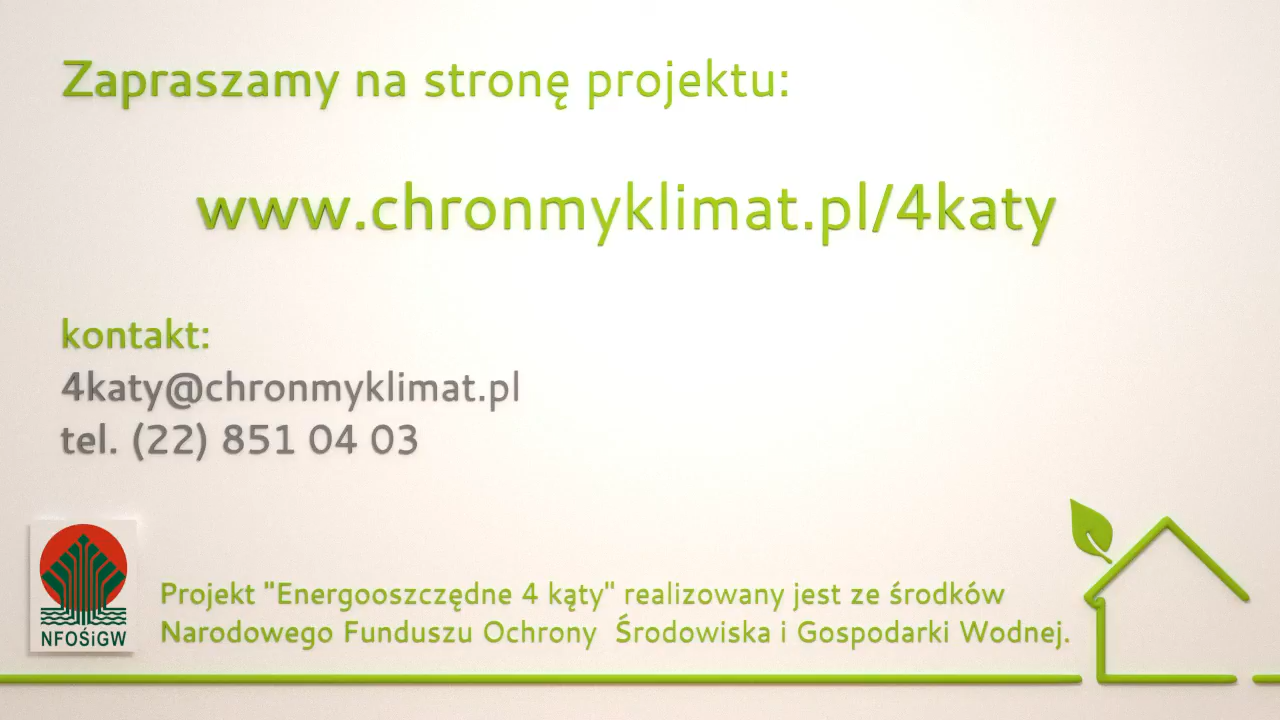 Zapraszamy na stronę projektu:
www.chronmyklimat.pl/4katy
kontakt:
4katy@chronmyklimat.pl
tel. (22) 851 04 03
NFOŚiGW
Projekt "Energooszczędne 4 kąty" realizowany jest ze środków
Narodowego Funduszu Ochrony Środowiska i Gospodarki Wodnej.